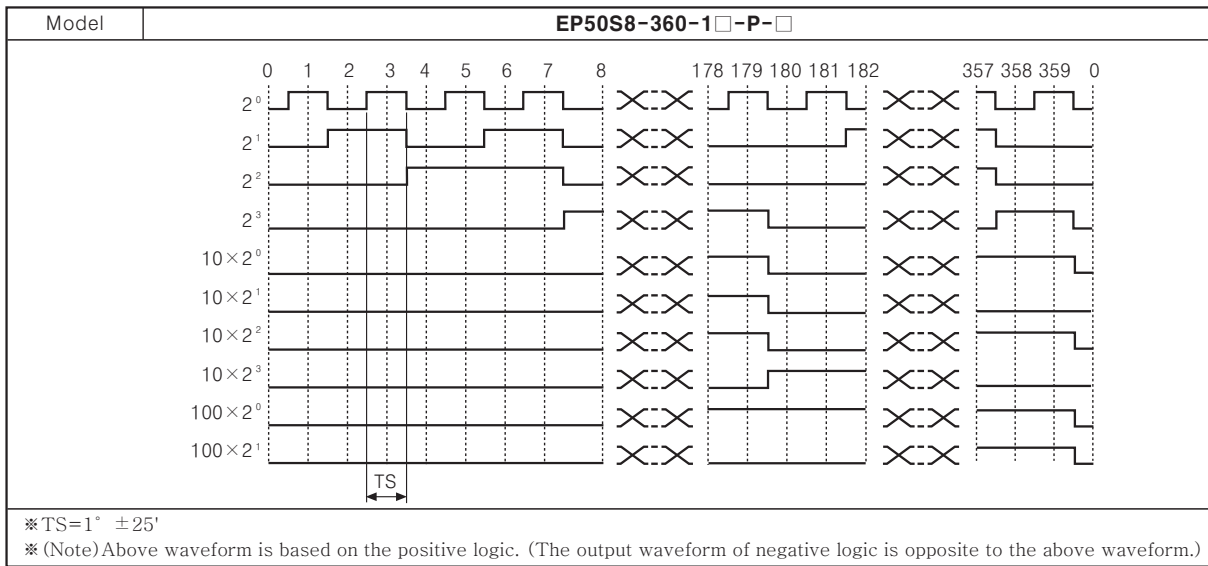 Model
EP50S8-360-1□-P-□
0 1 2 3 4 5 6 7 8 178 179 180 181 182 357 358 359 0
2⁰
2¹
2²
2³
10×2⁰
10×2¹
10×2²
10×2³
100×2⁰
100×2¹
TS
※TS=1° ±25'
※(Note)Above waveform is based on the positive logic. (The output waveform of negative logic is opposite to the above waveform.)